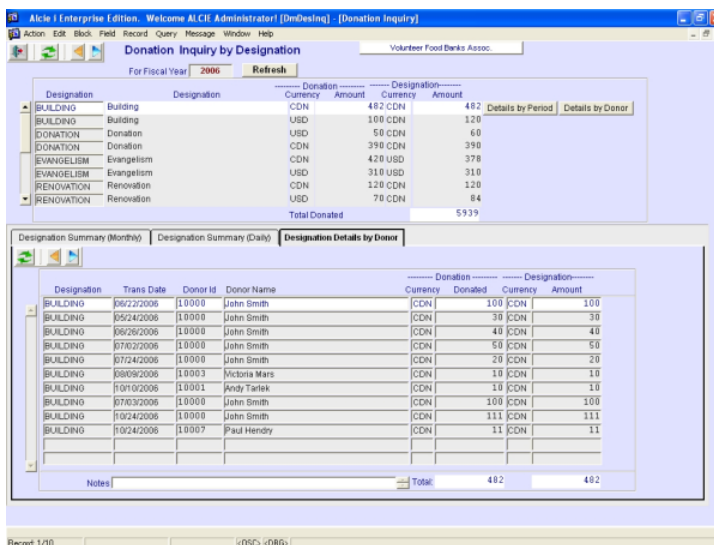 Alcie I Enterprise Edition. Welcome ALCIE Administrator! [DmDesInq] - [Donation Inquiry]
Action Edit Block Field Record Query Message Window Help
Donation Inquiry by Designation Volunteer Food Banks Assoc.
For Fiscal Year 2006 Refresh
--------- Donation --------- ------- Designation--------
Designation Designation Currency Amount Currency Amount
BUILDING Building CDN 482 CDN 482 Details by Period Details by Donor
BUILDING Building USD 100 CDN 120
DONATION Donation USD 50 CDN 60
DONATION Donation CDN 390 CDN 390
EVANGELISM Evangelism CDN 420 USD 378
EVANGELISM Evangelism USD 310 USD 310
RENOVATION Renovation CDN 120 CDN 120
RENOVATION Renovation USD 70 CDN 84
Total Donated 5939
Designation Summary (Monthly) Designation Summary (Daily) Designation Details by Donor
--------- Donation --------- ------- Designation--------
Designation Trans Date Donor Id Donor Name Currency Donated Currency Amount
BUILDING 06/22/2006 10000 John Smith CDN 100 CDN 100
BUILDING 05/24/2006 10000 John Smith CDN 30 CDN 30
BUILDING 06/26/2006 10000 John Smith CDN 40 CDN 40
BUILDING 07/02/2006 10000 John Smith CDN 50 CDN 50
BUILDING 07/24/2006 10000 John Smith CDN 20 CDN 20
BUILDING 08/09/2006 10003 Victoria Mars CDN 10 CDN 10
BUILDING 10/10/2006 10001 Andy Tarlek CDN 10 CDN 10
BUILDING 07/03/2006 10000 John Smith CDN 100 CDN 100
BUILDING 10/24/2006 10000 John Smith CDN 111 CDN 111
BUILDING 10/24/2006 10007 Paul Hendry CDN 11 CDN 11
Notes Total: 482 482
Record: 1/10 <OSC> <DBG>